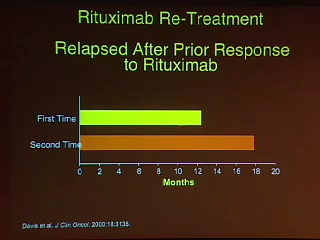 Rituximab Re-Treatment
Relapsed After Prior Response
to Rituximab
First Time
Second Time
0 2 4 6 8 10 12 14 16 18 20
Months
Davis et al. J Clin Oncol. 2000;18:3135.